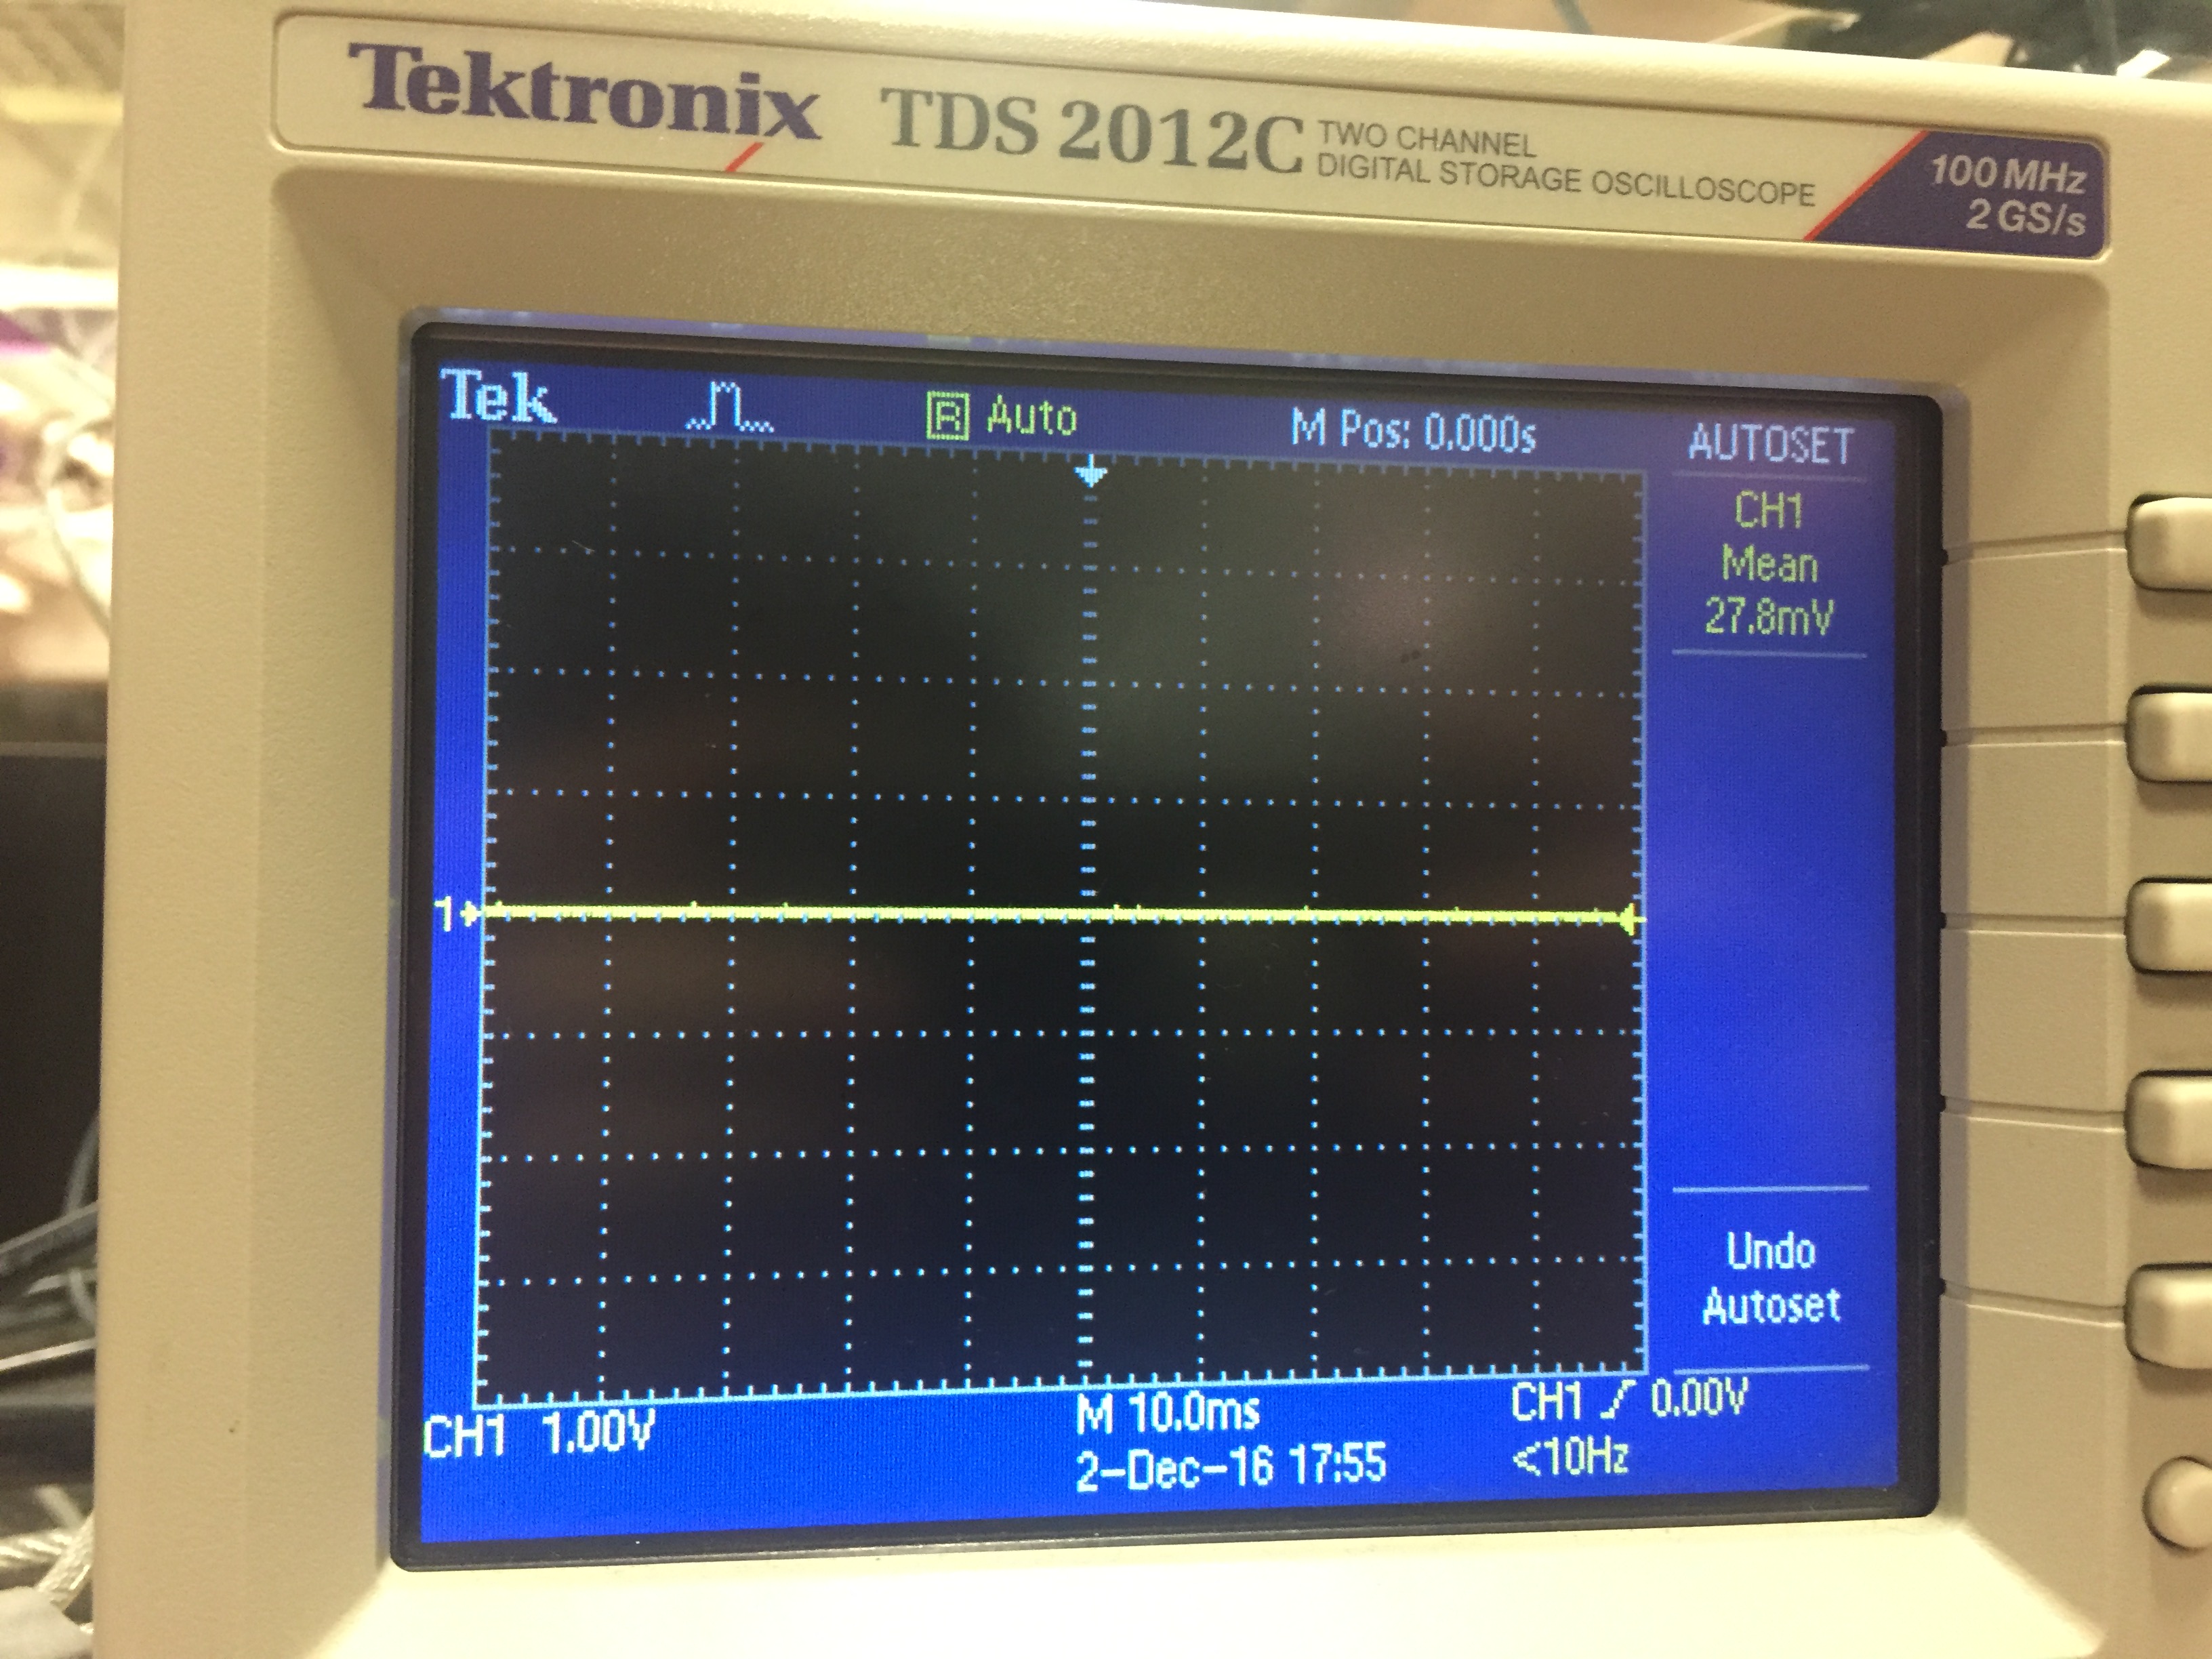 Tektronix TDS 2012C TWO CHANNEL
DIGITAL STORAGE OSCILLOSCOPE
100 MHz
2 GS/s
Tek R Auto M Pos: 0.000s AUTOSET
CH1
Mean
27.8mV
1
Undo
Autoset
CH1 1.00V M 10.0ms CH1 0.00V
2-Dec-16 17:55 <10Hz